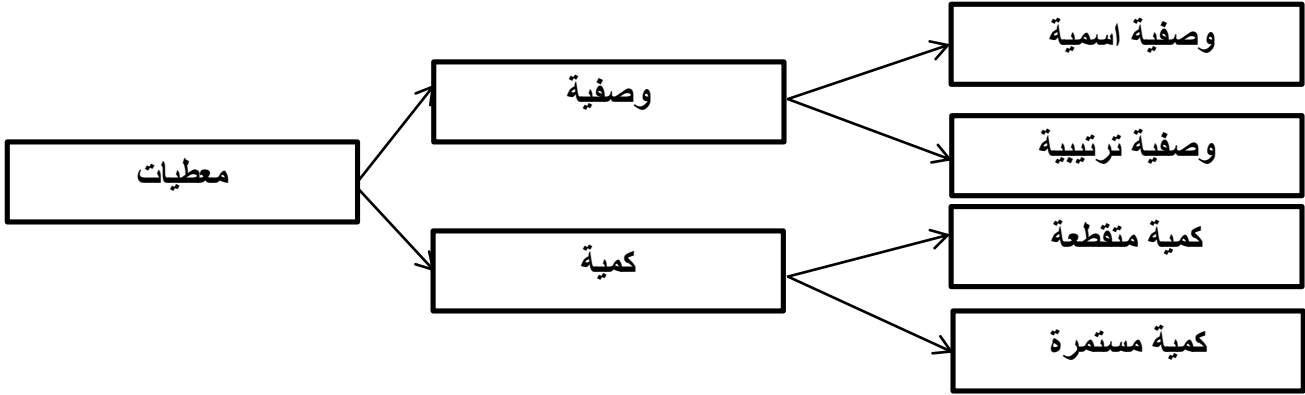 معطيات
وصفية
كمية
وصفية اسمية
وصفية ترتيبية
كمية متقطعة
كمية مستمرة